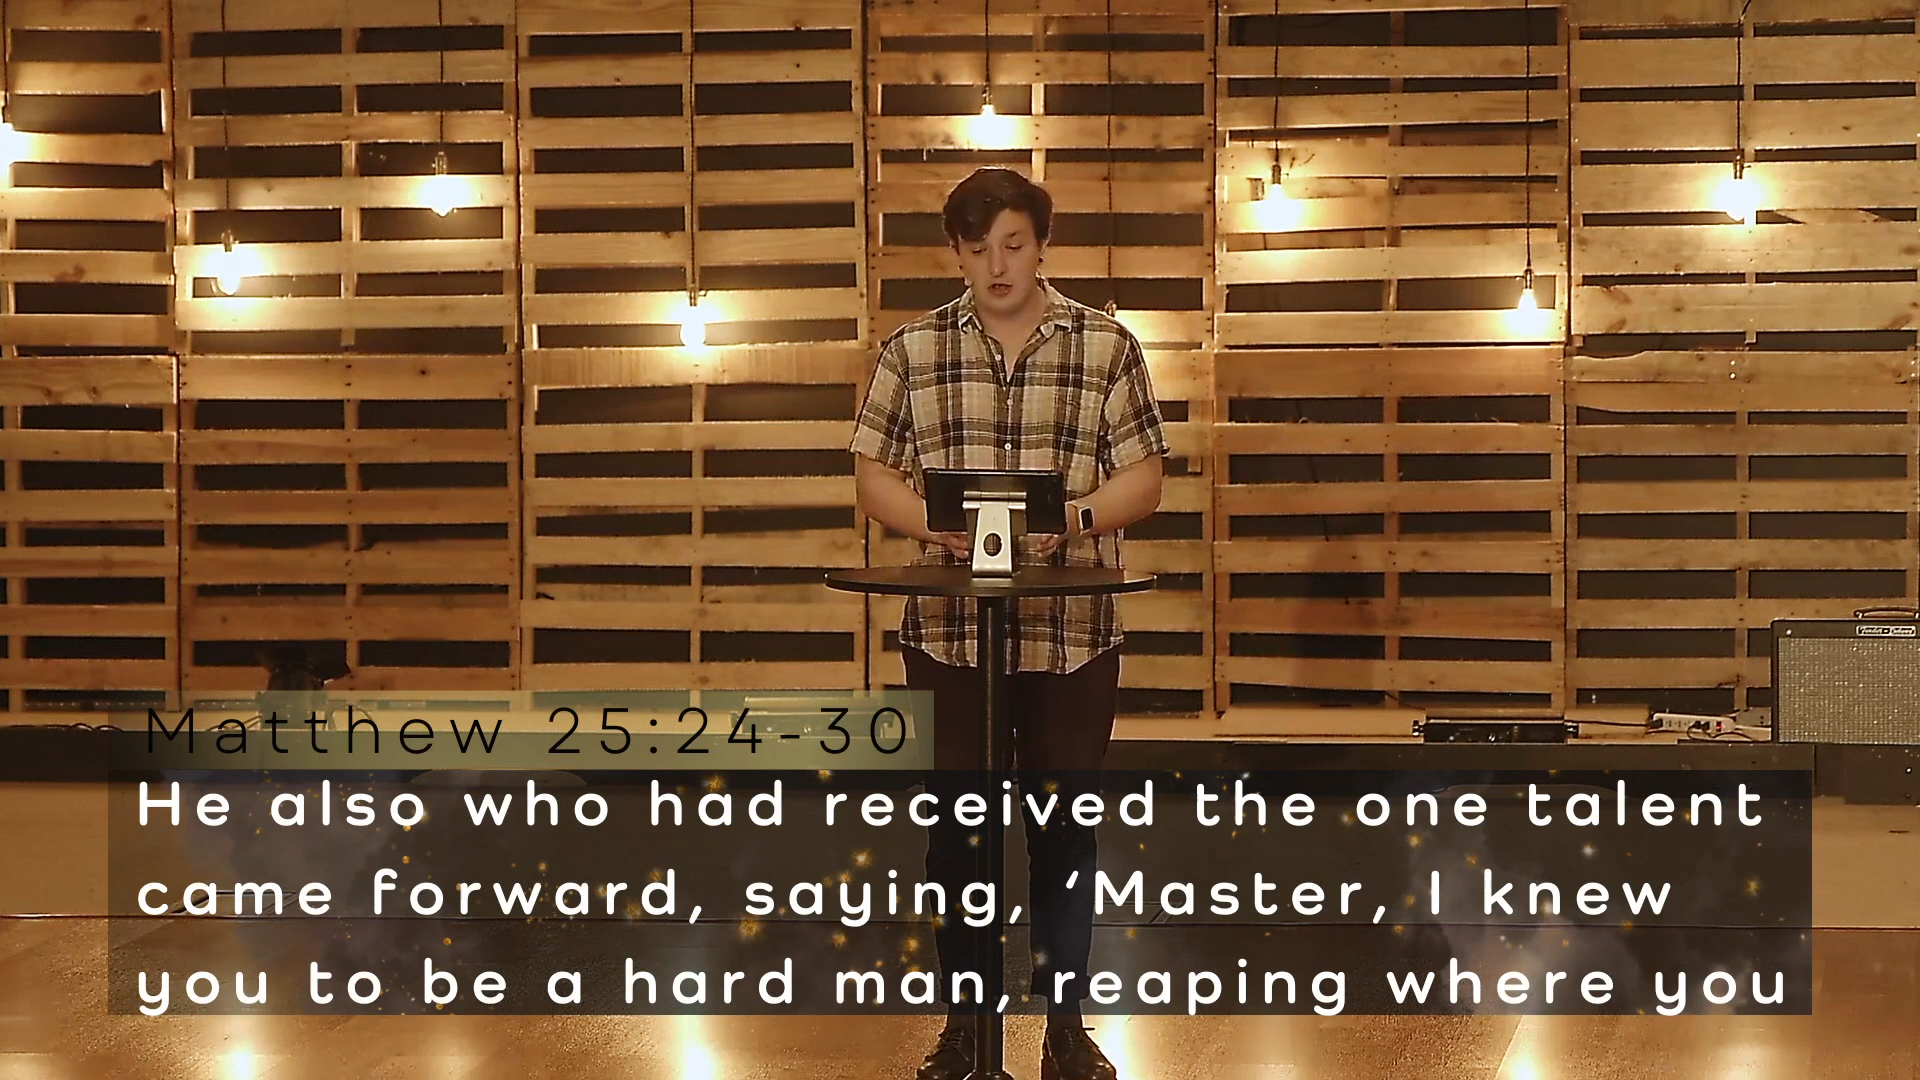 Matthew 25:24-30
He also who had received the one talent
came forward, saying, ‘Master, I knew
you to be a hard man, reaping where you